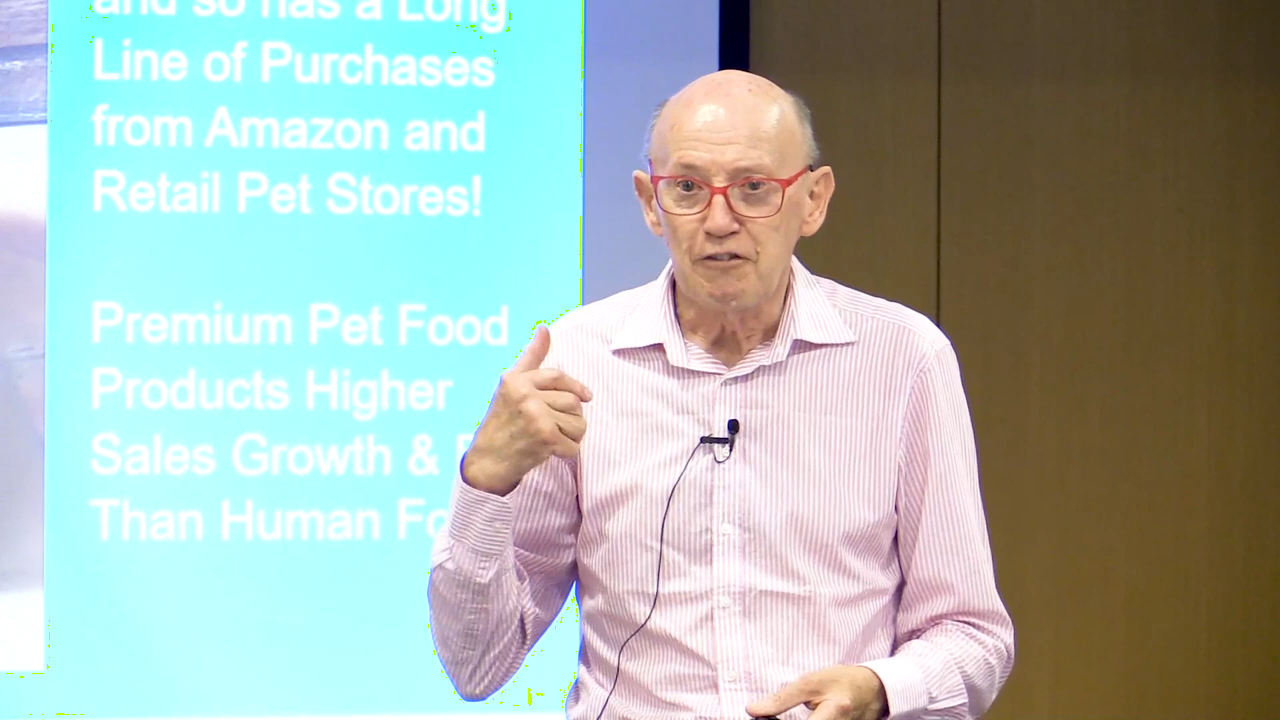 and so has a Long
Line of Purchases
from Amazon and
Retail Pet Stores!
Premium Pet Food
Products Higher
Sales Growth &
Than Human